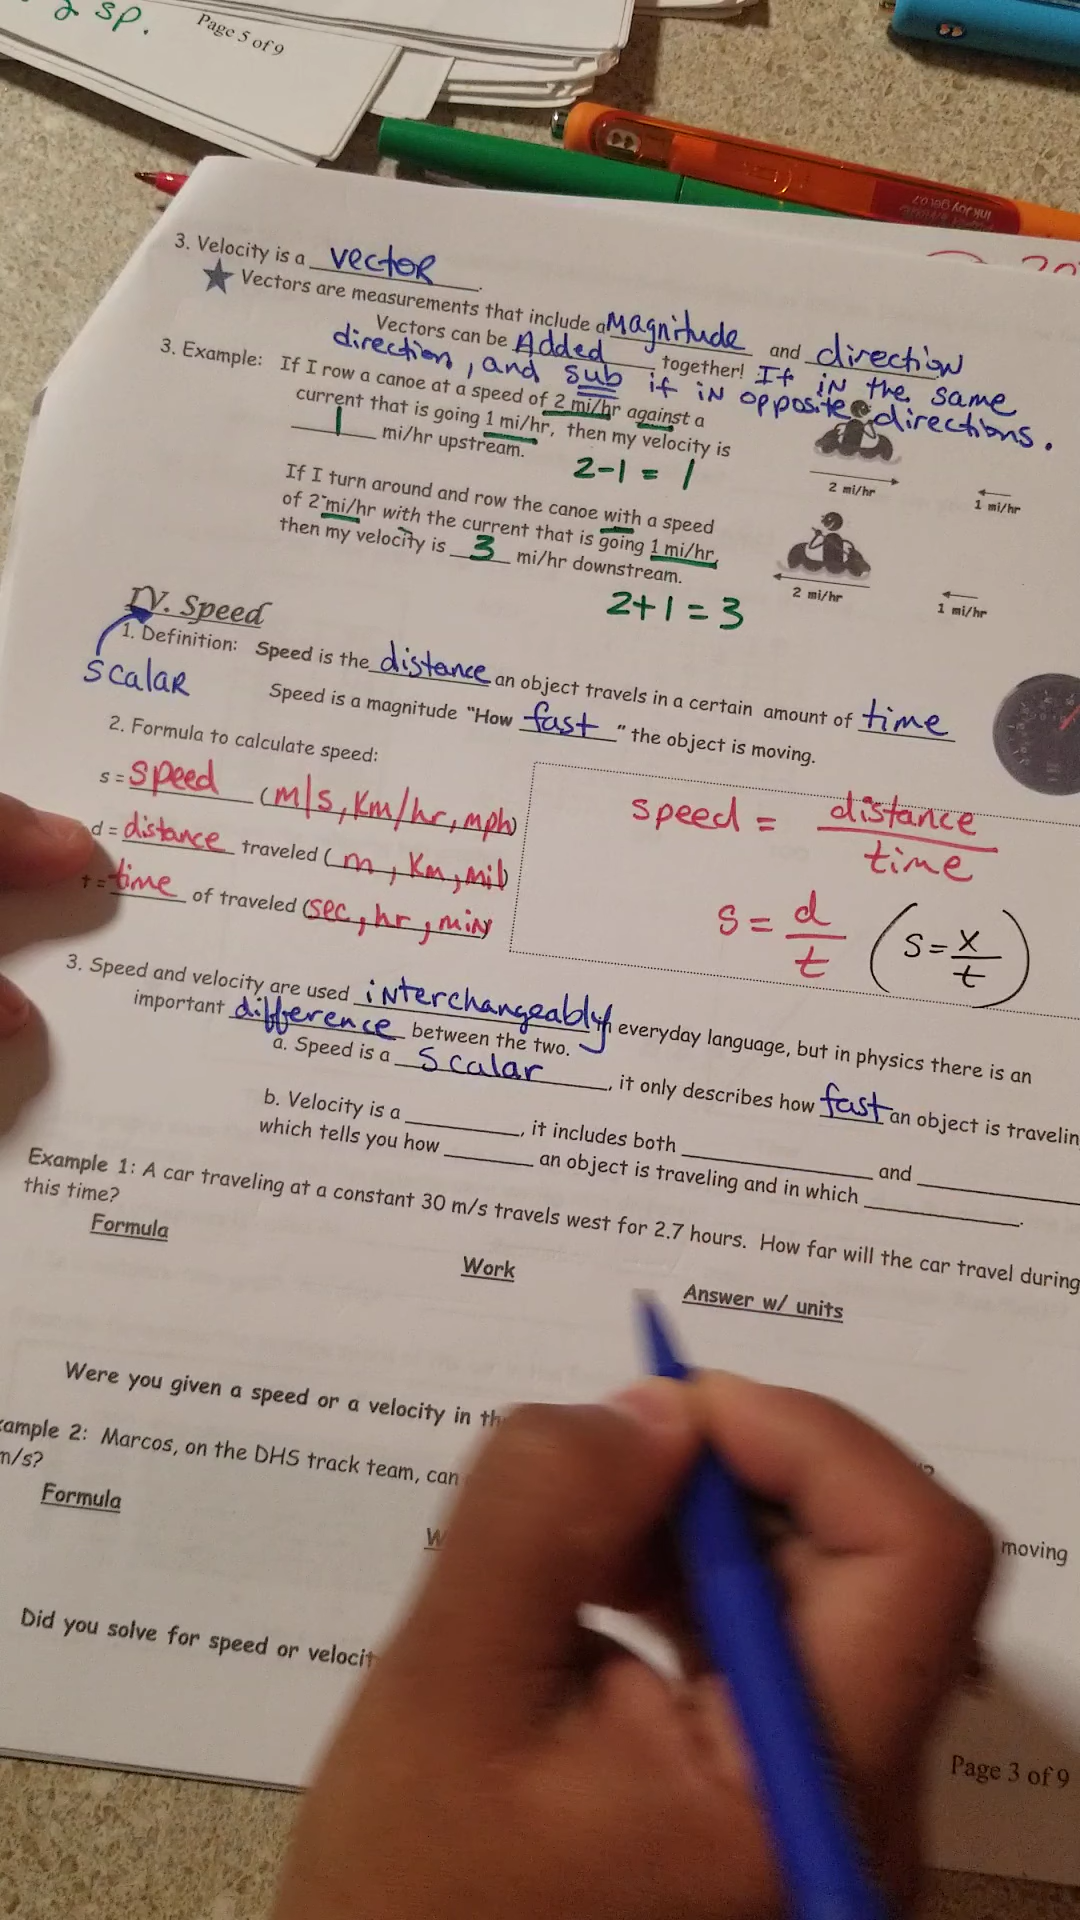 2 sp.
Page 5 of 9
InkJoy
3. Velocity is a vector.
Vectors are measurements that include a magnitude and direction
Vectors can be Added together! If in the same
direction, and sub if in opposite directions.
3. Example: If I row a canoe at a speed of 2 mi/hr against a
current that is going 1 mi/hr, then my velocity is
1 mi/hr upstream.
2-1 = 1
2 mi/hr
1 mi/hr
If I turn around and row the canoe with a speed
of 2 mi/hr with the current that is going 1 mi/hr,
then my velocity is 3 mi/hr downstream.
2+1=3
2 mi/hr
1 mi/hr
IV. Speed
scalar
1. Definition: Speed is the distance an object travels in a certain amount of time
Speed is a magnitude "How fast" the object is moving.
2. Formula to calculate speed:
s = speed (m/s, Km/hr, mph)
d = distance traveled (m, Km, mil)
t = time of traveled (sec, hr, min)
speed = distance
time
s = d
t
(s = x
t)
3. Speed and velocity are used interchangeably everyday language, but in physics there is an
important difference between the two.
a. Speed is a scalar, it only describes how fast an object is travelin
b. Velocity is a ________, it includes both ________ and ________
which tells you how ________ an object is traveling and in which ________.
Example 1: A car traveling at a constant 30 m/s travels west for 2.7 hours. How far will the car travel during
this time?
Formula
Work
Answer w/ units
Were you given a speed or a velocity in th
ample 2: Marcos, on the DHS track team, can
m/s?
moving
Formula
W
Did you solve for speed or velocit
Page 3 of 9